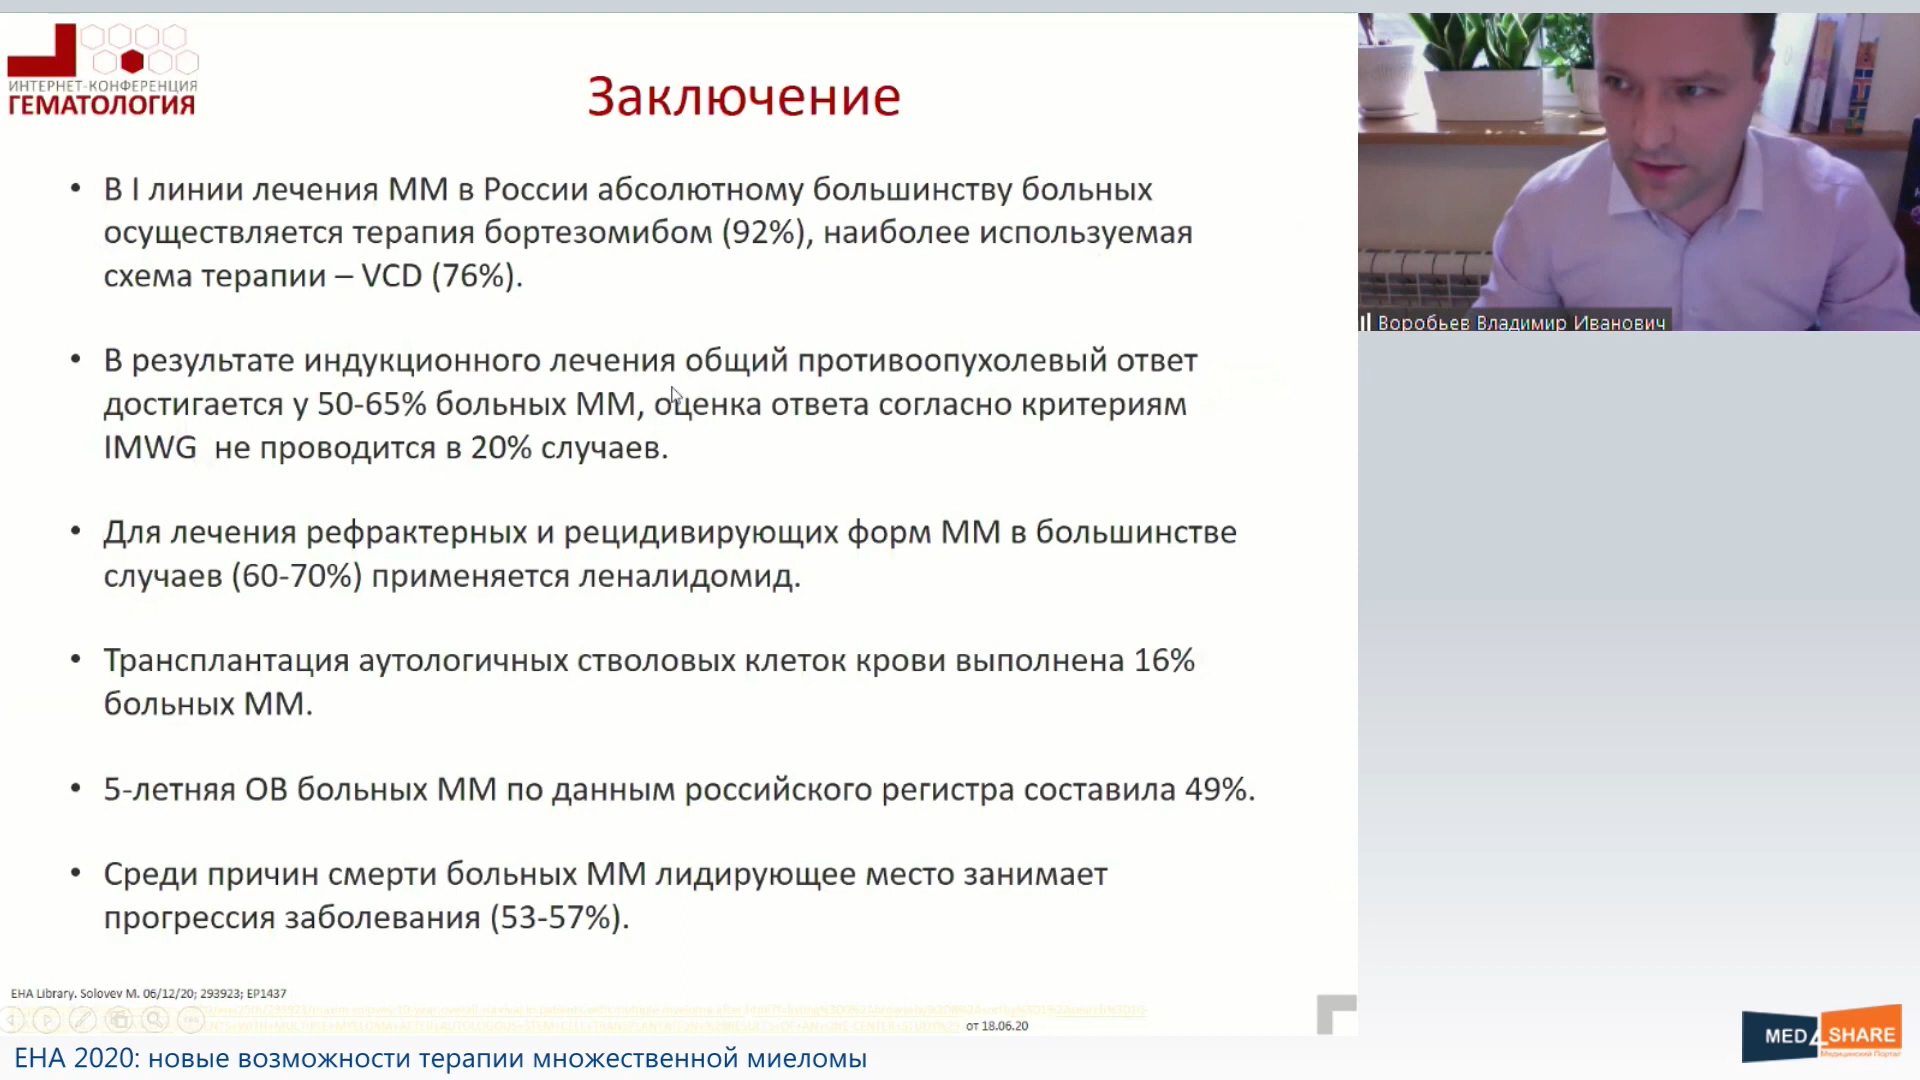 ИНТЕРНЕТ-КОНФЕРЕНЦИЯ
ГЕМАТОЛОГИЯ
Заключение
• В I линии лечения ММ в России абсолютному большинству больных
осуществляется терапия бортезомибом (92%), наиболее используемая
схема терапии – VCD (76%).
• В результате индукционного лечения общий противоопухолевый ответ
достигается у 50-65% больных ММ, оценка ответа согласно критериям
IMWG не проводится в 20% случаев.
• Для лечения рефрактерных и рецидивирующих форм ММ в большинстве
случаев (60-70%) применяется леналидомид.
• Трансплантация аутологичных стволовых клеток крови выполнена 16%
больных ММ.
• 5-летняя ОВ больных ММ по данным российского регистра составила 49%.
• Среди причин смерти больных ММ лидирующее место занимает
прогрессия заболевания (53-57%).
EHA Library. Solovev M. 06/12/20; 293923; EP1437
от 18.06.20
Воробьев Владимир Иванович
ЕНА 2020: новые возможности терапии множественной миеломы
MED4SHARE
Медицинский Портал